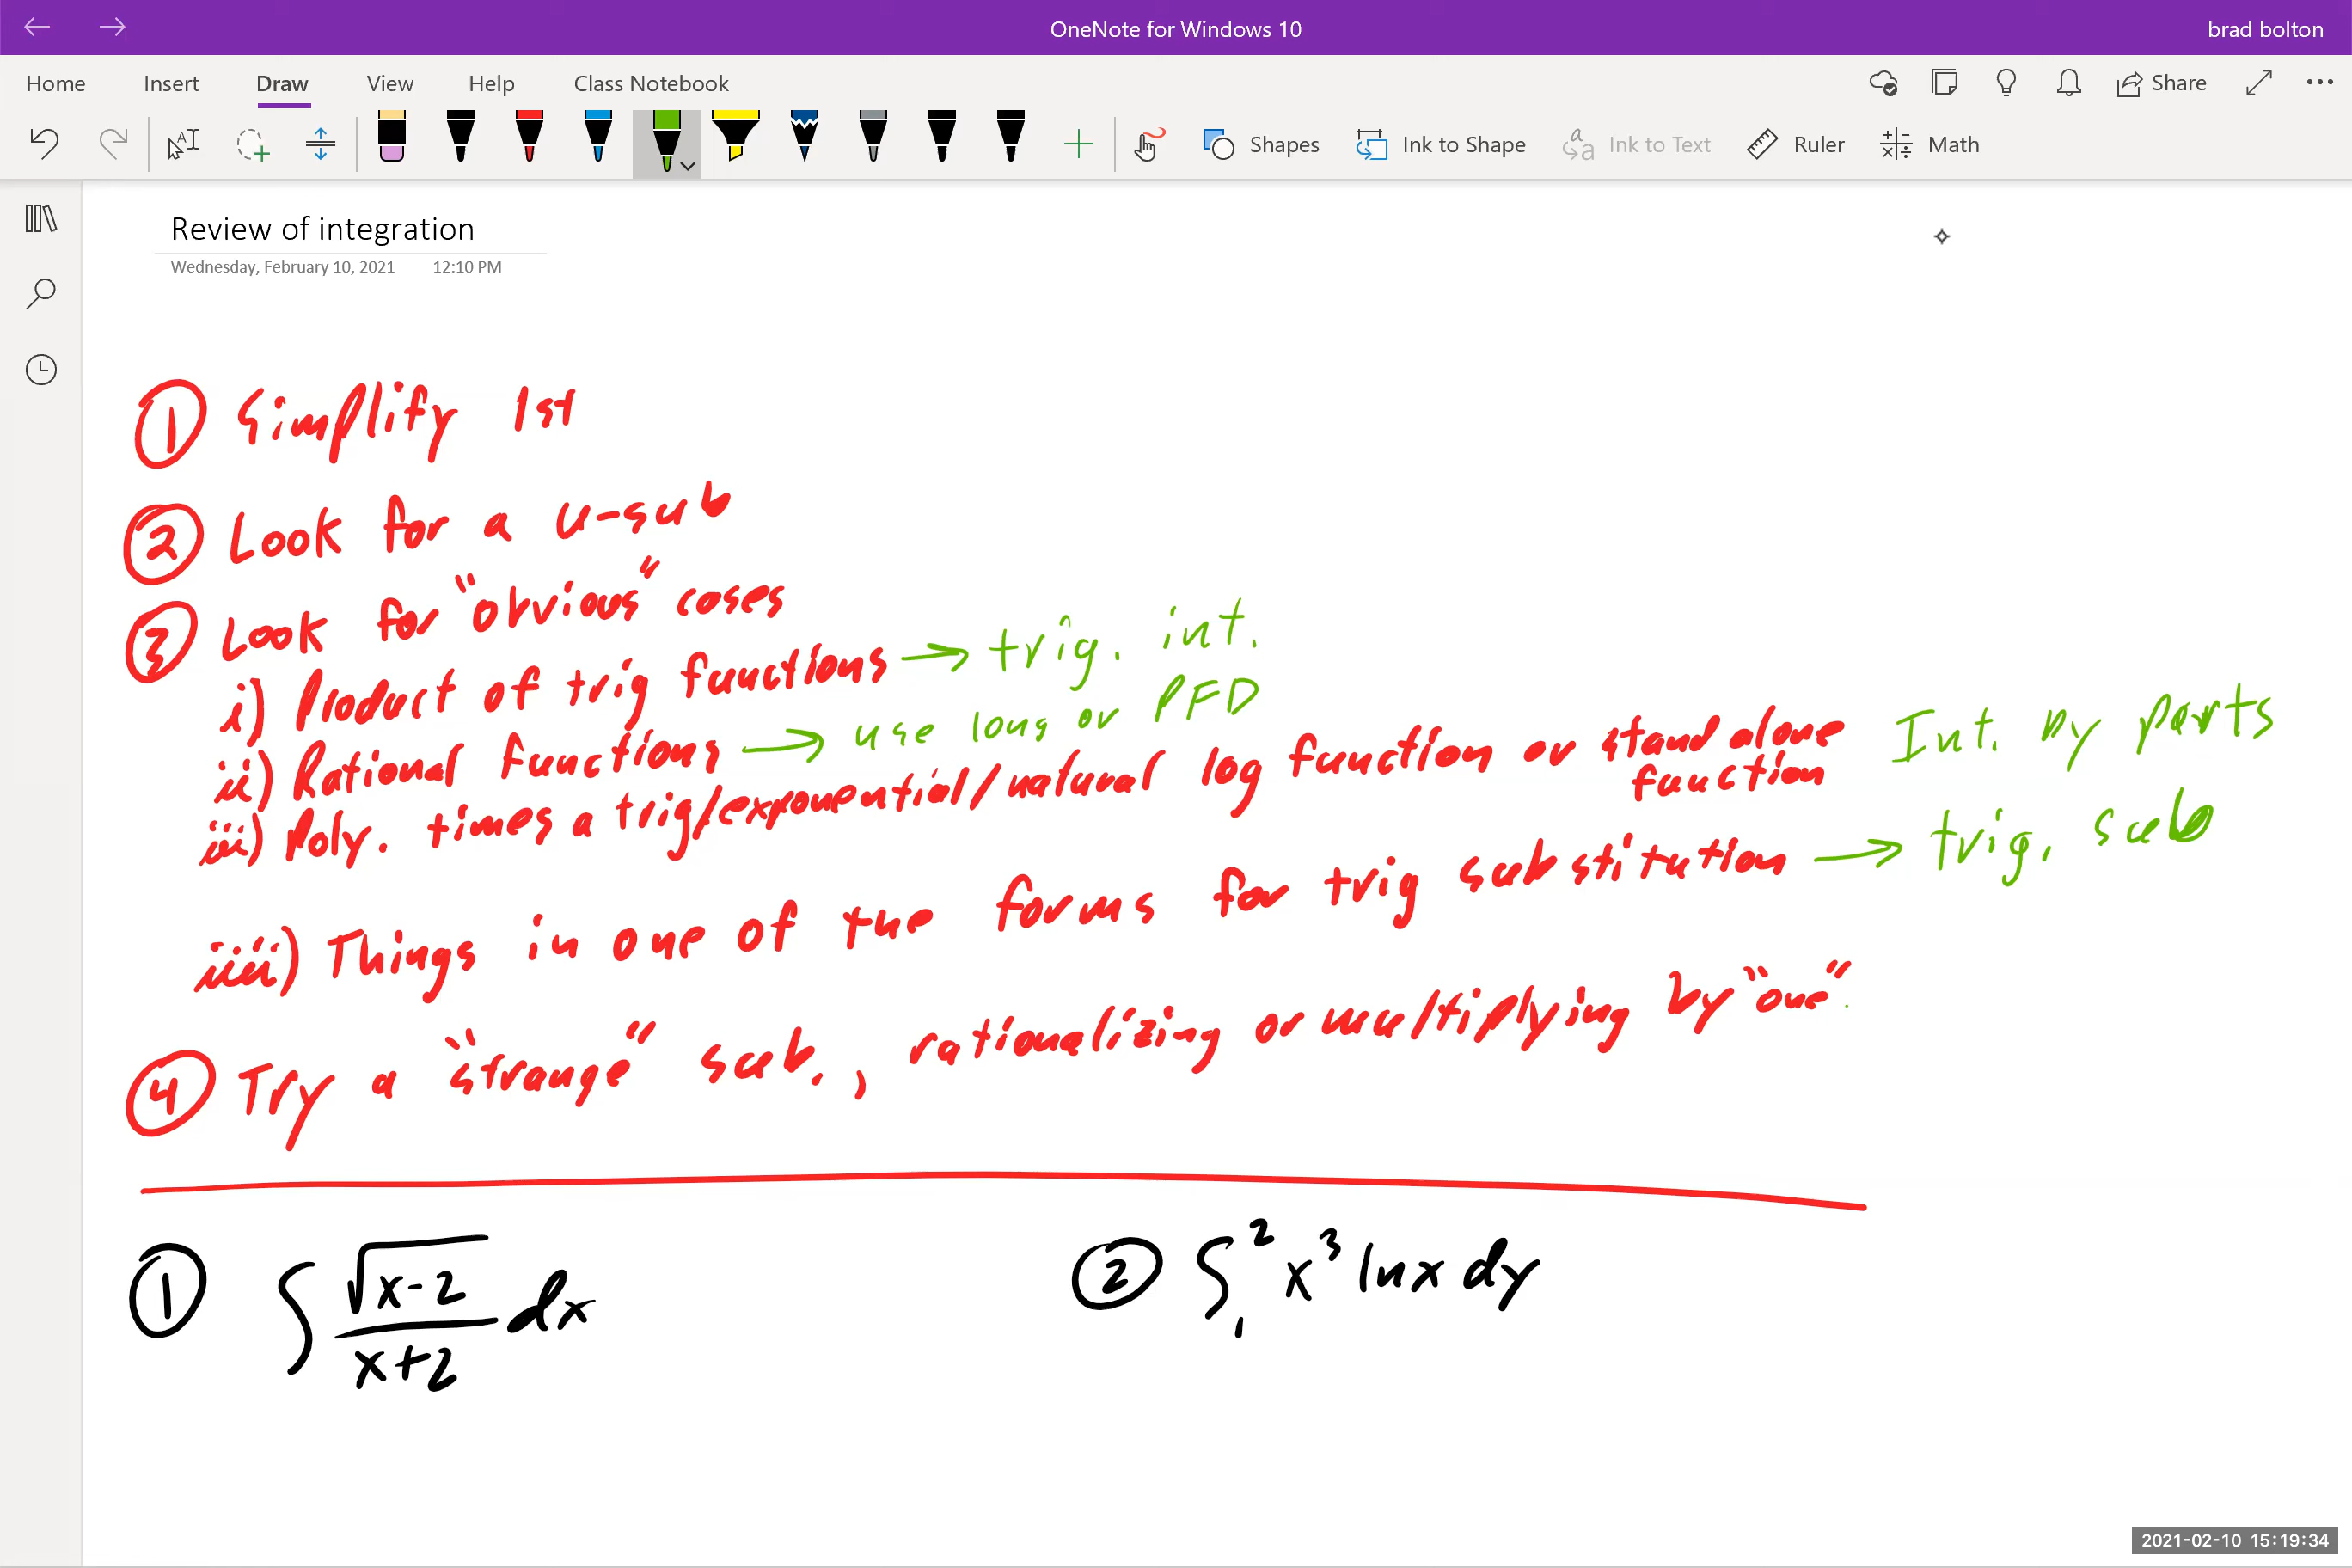 OneNote for Windows 10
brad bolton
Home Insert Draw View Help Class Notebook
Share
Shapes Ink to Shape Ink to Text Ruler Math
Review of integration
Wednesday, February 10, 2021 12:10 PM
① Simplify 1st
② Look for a u-sub
③ Look for "obvious" cases
i) Product of trig functions → trig. int.
ii) Rational functions → use long or PFD
iii) Poly. times a trig/exponential/natural log function or stand alone function Int. by parts
iiii) Things in one of the forms for trig substitution → trig. sub
④ Try a "strange" sub., rationalizing or multiplying by "one".
① ∫ √(x-2)/(x+2) dx
② ∫₁² x³ ln x dx
2021-02-10 15:19:34